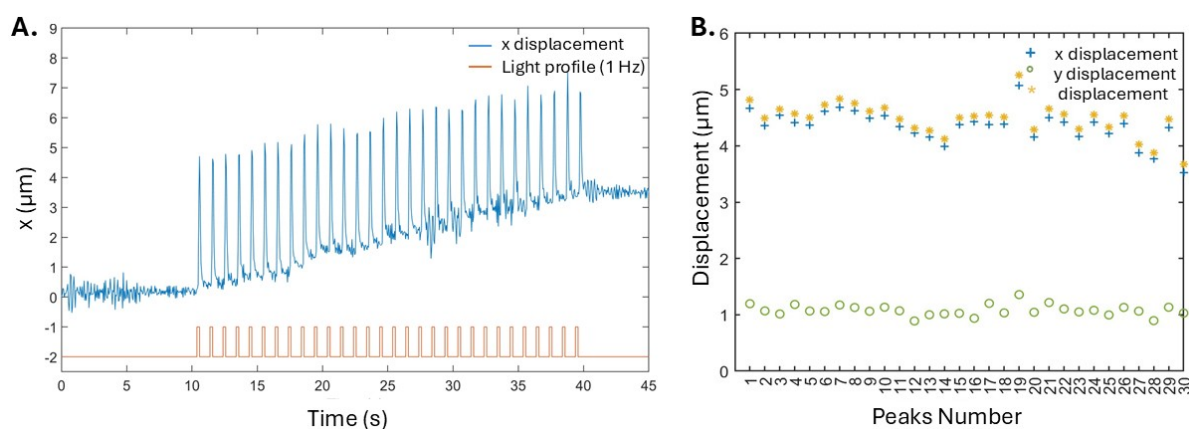 A.
9
8
7
6
5
4
3
2
1
0
-1
-2
x (μm)
x displacement
Light profile (1 Hz)
0 5 10 15 20 25 30 35 40 45
Time (s)
B.
6
5
4
3
2
1
0
Displacement (μm)
x displacement
y displacement
displacement
1 2 3 4 5 6 7 8 9 10 11 12 13 14 15 16 17 18 19 20 21 22 23 24 25 26 27 28 29 30
Peaks Number